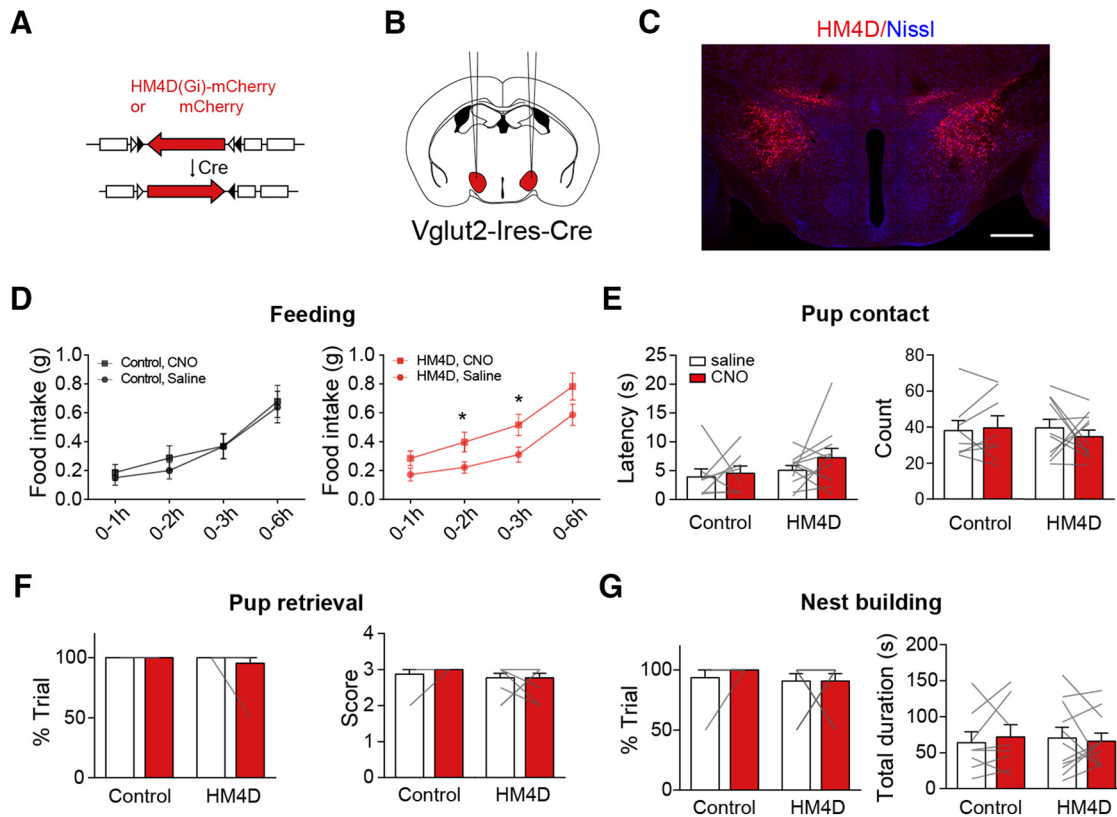 A
HM4D(Gi)-mCherry
or mCherry
Cre
B
Vglut2-Ires-Cre
C
HM4D/Nissl
D
Feeding
Food intake (g)
1.0
0.8
0.6
0.4
0.2
0.0
Control, CNO
Control, Saline
0-1h
0-2h
0-3h
0-6h
Food intake (g)
1.0
0.8
0.6
0.4
0.2
0.0
HM4D, CNO
HM4D, Saline
*
*
0-1h
0-2h
0-3h
0-6h
E
Pup contact
Latency (s)
25
20
15
10
5
0
saline
CNO
Control
HM4D
Count
80
60
40
20
0
Control
HM4D
F
Pup retrieval
% Trial
100
50
0
Control
HM4D
Score
4
3
2
1
0
Control
HM4D
G
Nest building
% Trial
100
50
0
Control
HM4D
Total duration (s)
200
150
100
50
0
Control
HM4D